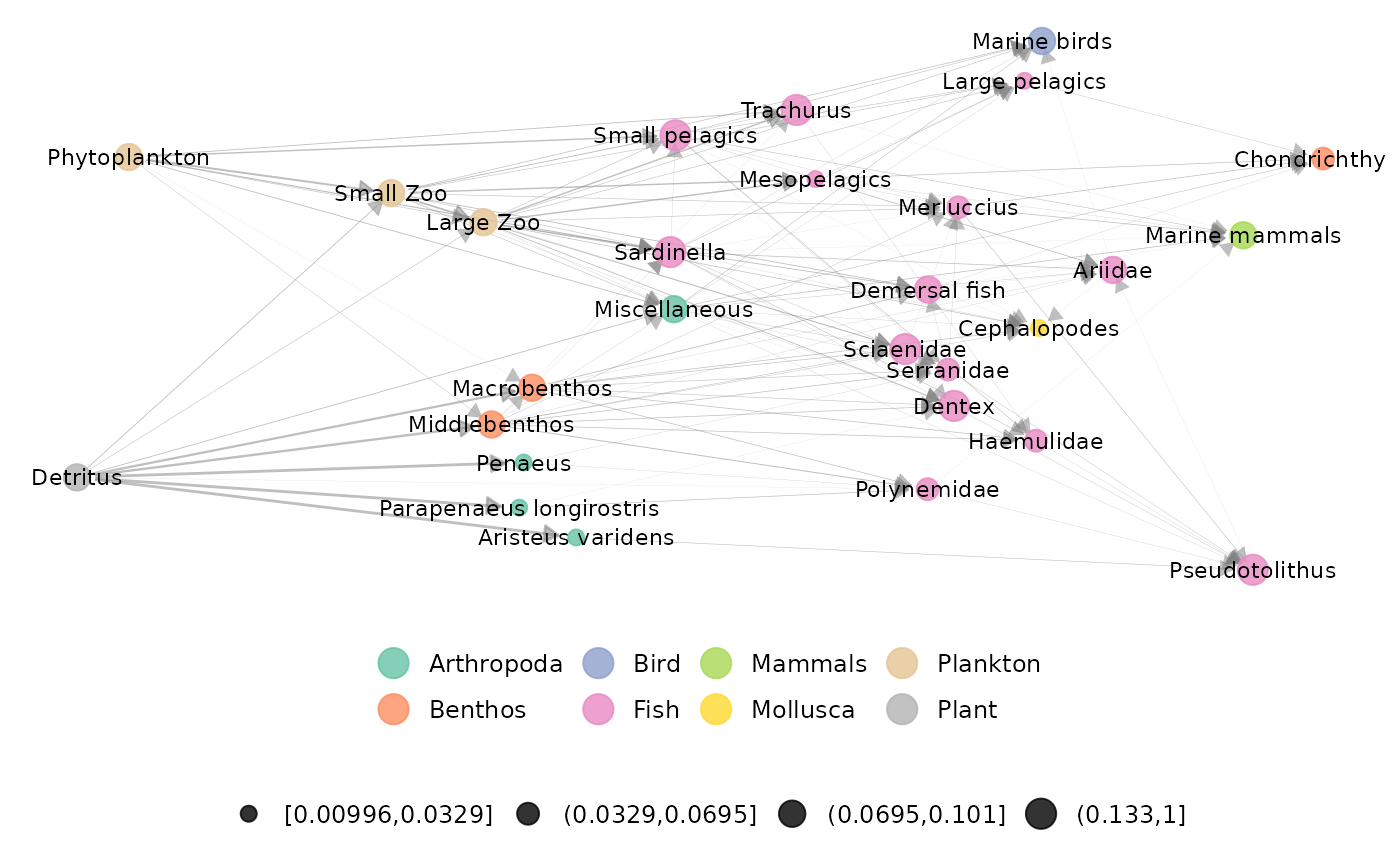 Marine birds
Large pelagics
Trachurus
Small pelagics
Phytoplankton
Chondrichthy
Mesopelagics
Small Zoo
Merluccius
Large Zoo
Marine mammals
Sardinella
Ariidae
Demersal fish
Miscellaneous
Cephalopodes
Sciaenidae
Serranidae
Macrobenthos
Dentex
Middlebenthos
Haemulidae
Penaeus
Detritus
Polynemidae
Parapenaeus longirostris
Aristeus varidens
Pseudotolithus
Arthropoda Bird Mammals Plankton
Benthos Fish Mollusca Plant
[0.00996,0.0329] (0.0329,0.0695] (0.0695,0.101] (0.133,1]